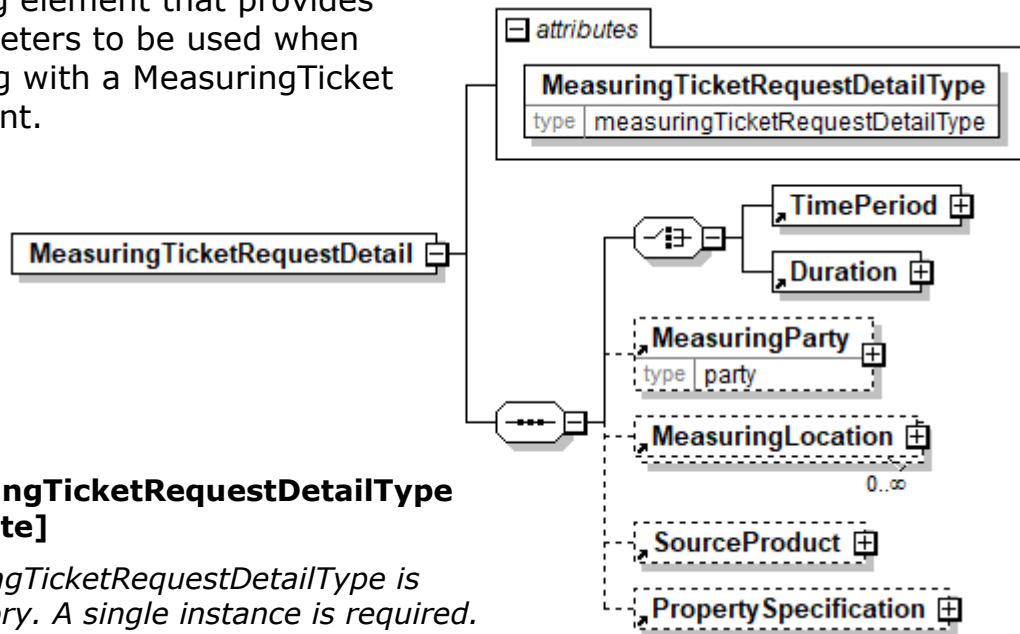 g element that provides
eters to be used when
g with a MeasuringTicket
nt.
attributes
MeasuringTicketRequestDetailType
type measuringTicketRequestDetailType
TimePeriod
MeasuringTicketRequestDetail
Duration
MeasuringParty
type party
MeasuringLocation
0..∞
ngTicketRequestDetailType
te]
SourceProduct
ngTicketRequestDetailType is
ory. A single instance is required.
PropertySpecification